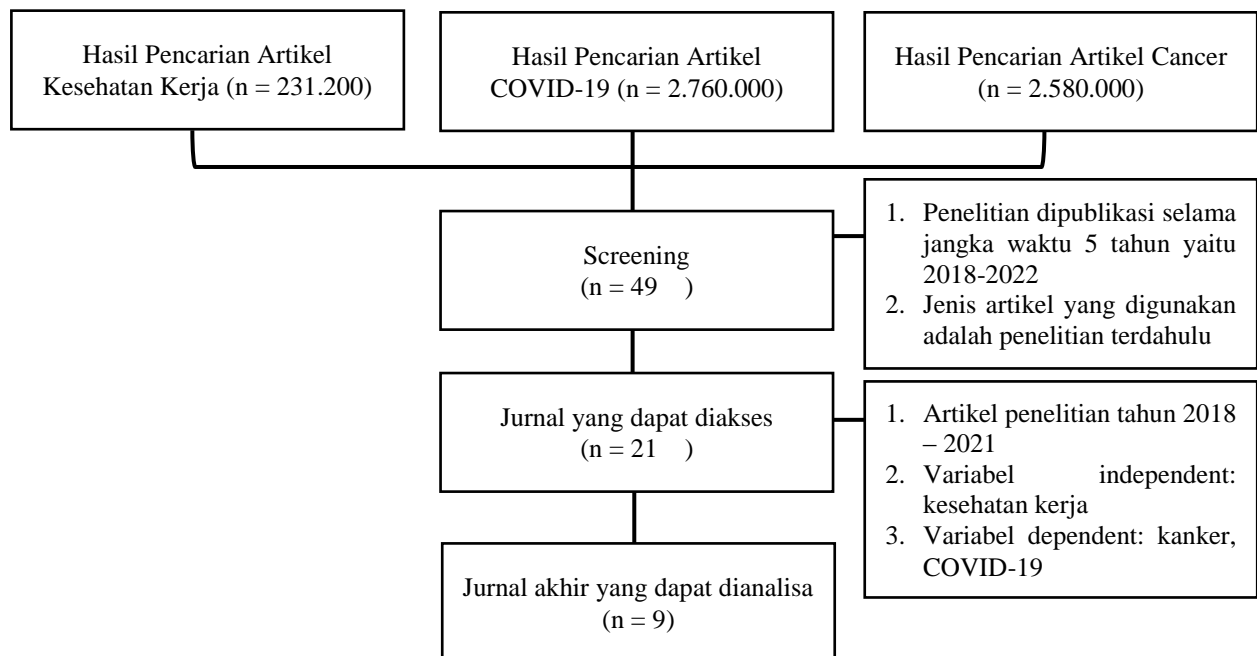 Hasil Pencarian Artikel
Kesehatan Kerja (n = 231.200)
Hasil Pencarian Artikel
COVID-19 (n = 2.760.000)
Hasil Pencarian Artikel Cancer
(n = 2.580.000)
Screening
(n = 49 )
1. Penelitian dipublikasi selama
jangka waktu 5 tahun yaitu
2018-2022
2. Jenis artikel yang digunakan
adalah penelitian terdahulu
Jurnal yang dapat diakses
(n = 21 )
1. Artikel penelitian tahun 2018
– 2021
2. Variabel independent:
kesehatan kerja
3. Variabel dependent: kanker,
COVID-19
Jurnal akhir yang dapat dianalisa
(n = 9)